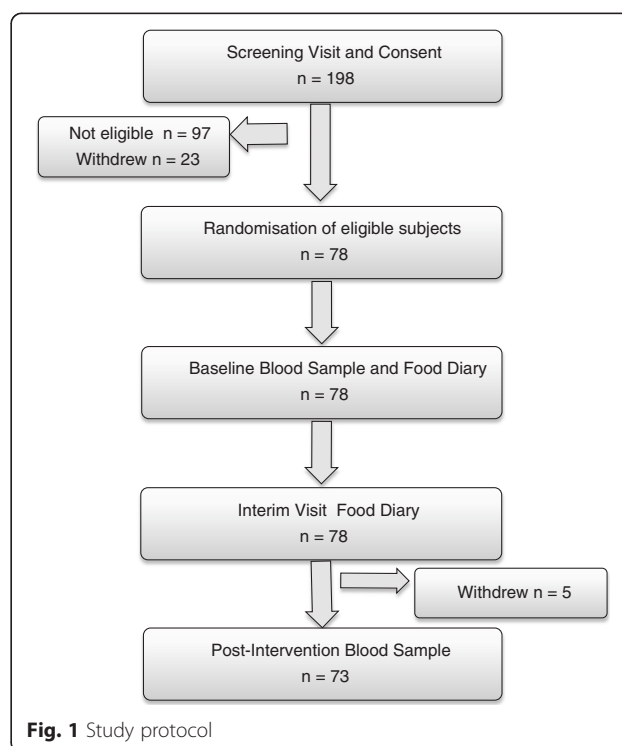 Screening Visit and Consent
n = 198
Not eligible n = 97
Withdrew n = 23
Randomisation of eligible subjects
n = 78
Baseline Blood Sample and Food Diary
n = 78
Interim Visit Food Diary
n = 78
Withdrew n = 5
Post-Intervention Blood Sample
n = 73
Fig. 1 Study protocol